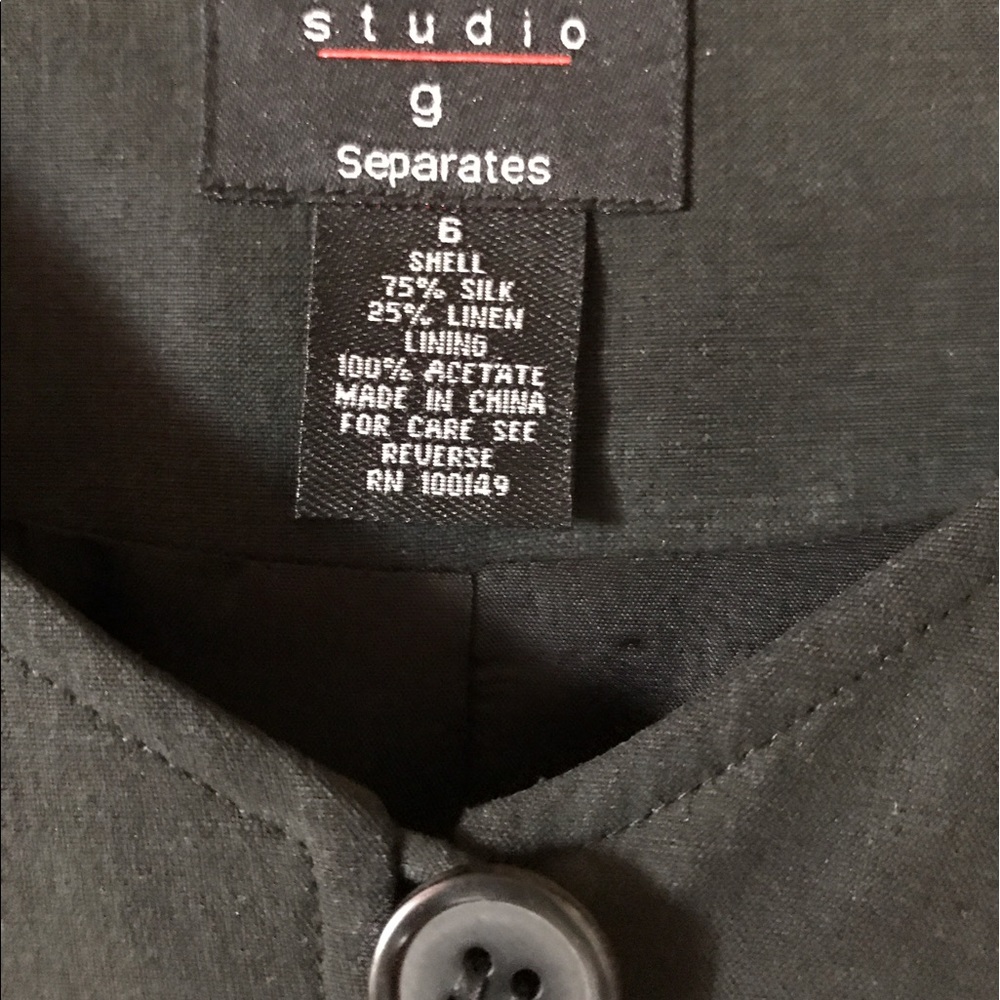 studio
g
Separates
6
SHELL
75% SILK
25% LINEN
LINING
100% ACETATE
MADE IN CHINA
FOR CARE SEE
REVERSE
RN 100149